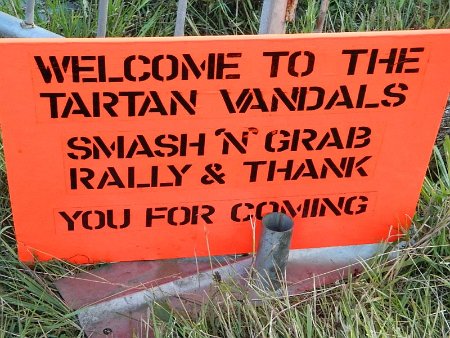 WELCOME TO THE
TARTAN VANDALS
SMASH 'N' GRAB
RALLY & THANK
YOU FOR COMING